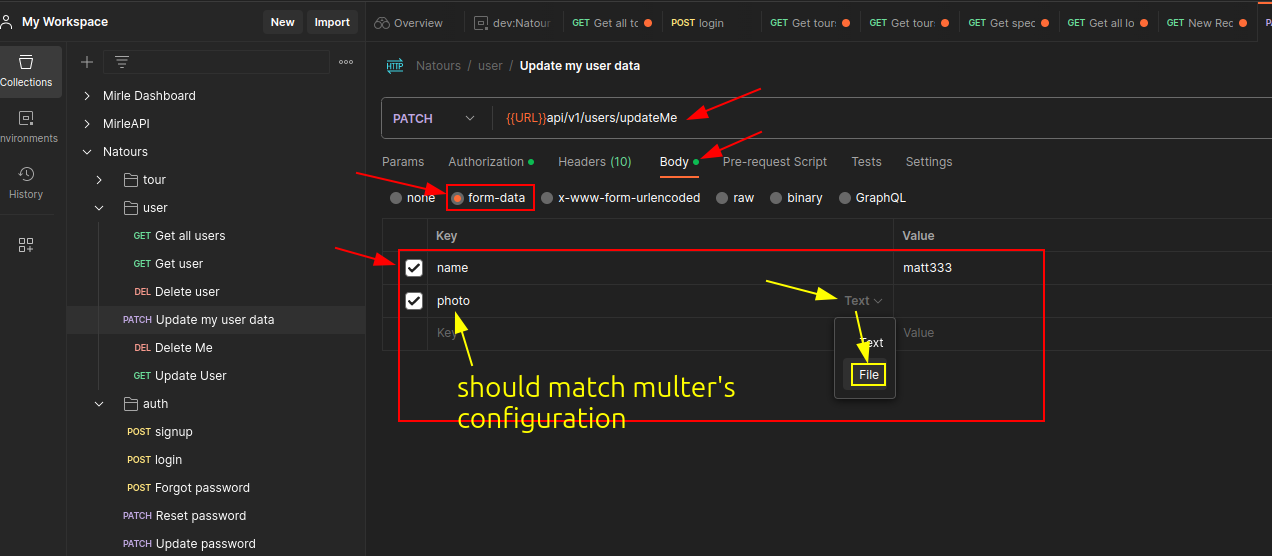 My Workspace
New
Import
Overview
dev:Natour
GET Get all to
POST login
GET Get tour
GET Get tour
GET Get spec
GET Get all lo
GET New Rec
Collections
nvironments
History
Mirle Dashboard
MirleAPI
Natours
tour
user
GET Get all users
GET Get user
DEL Delete user
PATCH Update my user data
DEL Delete Me
GET Update User
auth
POST signup
POST login
POST Forgot password
PATCH Reset password
PATCH Update password
HTTP Natours / user / Update my user data
PATCH {{URL}}api/v1/users/updateMe
Params Authorization Headers (10) Body Pre-request Script Tests Settings
none form-data x-www-form-urlencoded raw binary GraphQL
Key Value
name matt333
photo Text
Key Value
Text
File
should match multer's
configuration